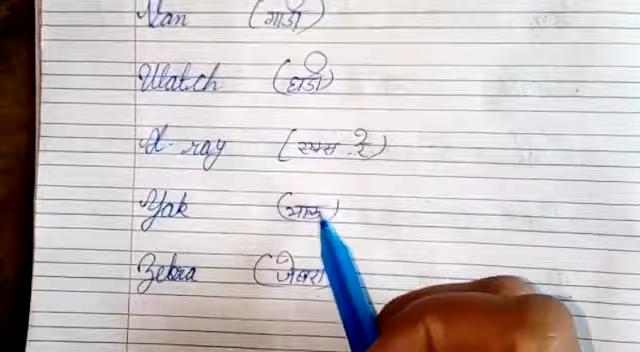 Van (गाडी)
Watch (घडी)
X-ray (एक्स-रे)
Yak (याक)
Zebra (जेबरा)